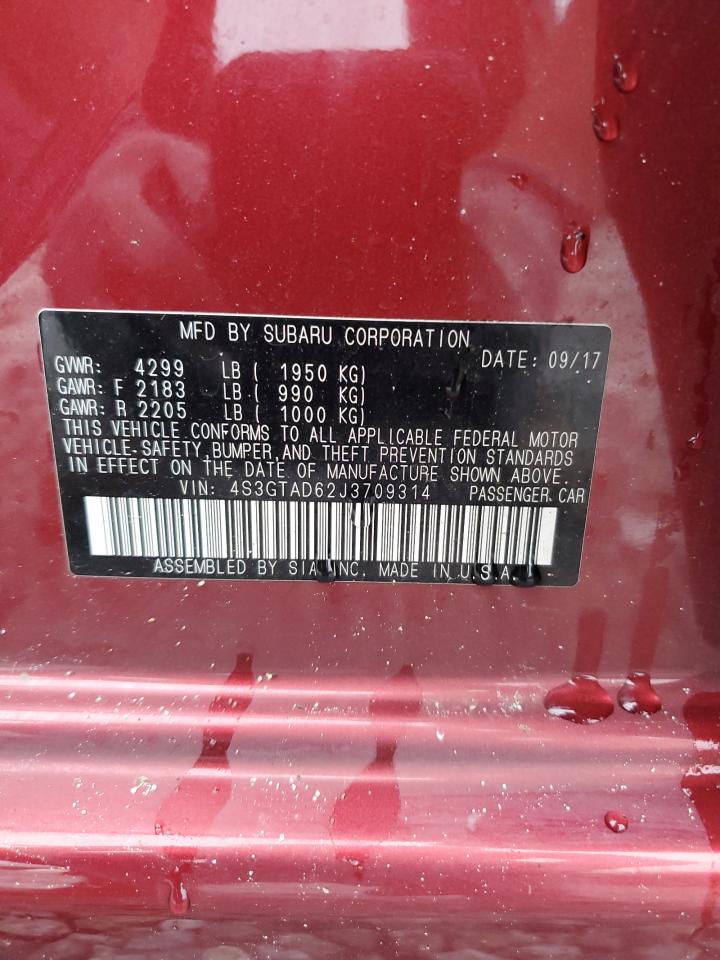 MFD BY SUBARU CORPORATION
DATE: 09/17
GVWR: 4299 LB ( 1950 KG)
GAWR: F 2183 LB ( 990 KG)
GAWR: R 2205 LB ( 1000 KG)
THIS VEHICLE CONFORMS TO ALL APPLICABLE FEDERAL MOTOR
VEHICLE SAFETY, BUMPER, AND THEFT PREVENTION STANDARDS
IN EFFECT ON THE DATE OF MANUFACTURE SHOWN ABOVE.
VIN: 4S3GTAD62J3709314 PASSENGER CAR
ASSEMBLED BY SIA, INC. MADE IN U.S.A.